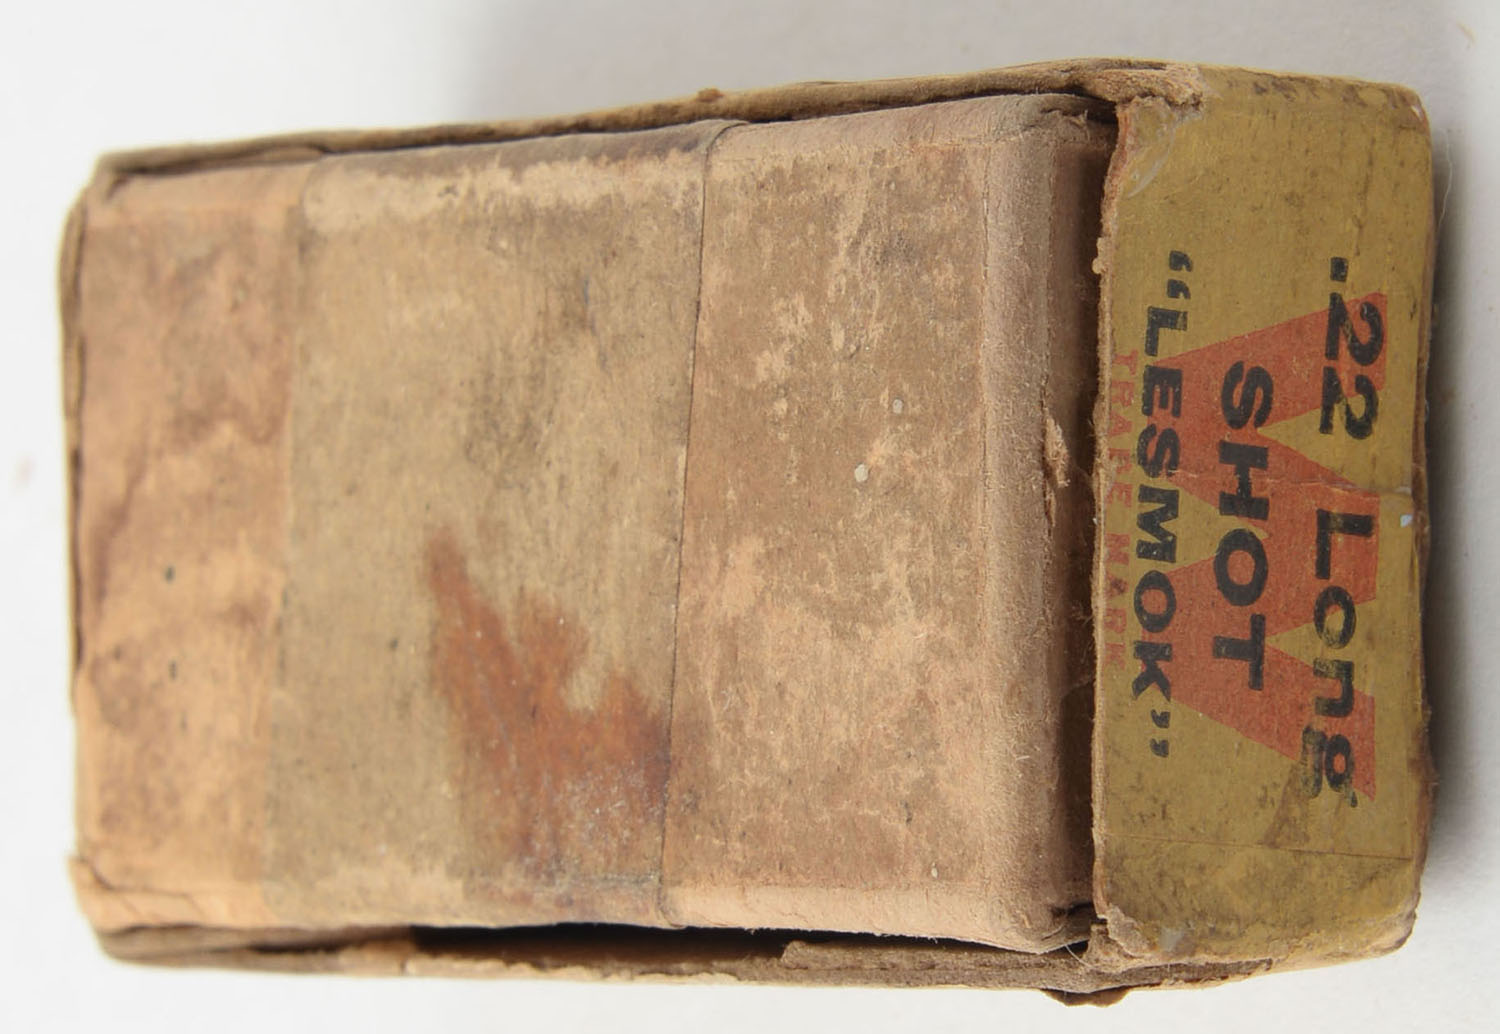 .22 Long
SHOT
"LESMOK"
TRADE MARK
W